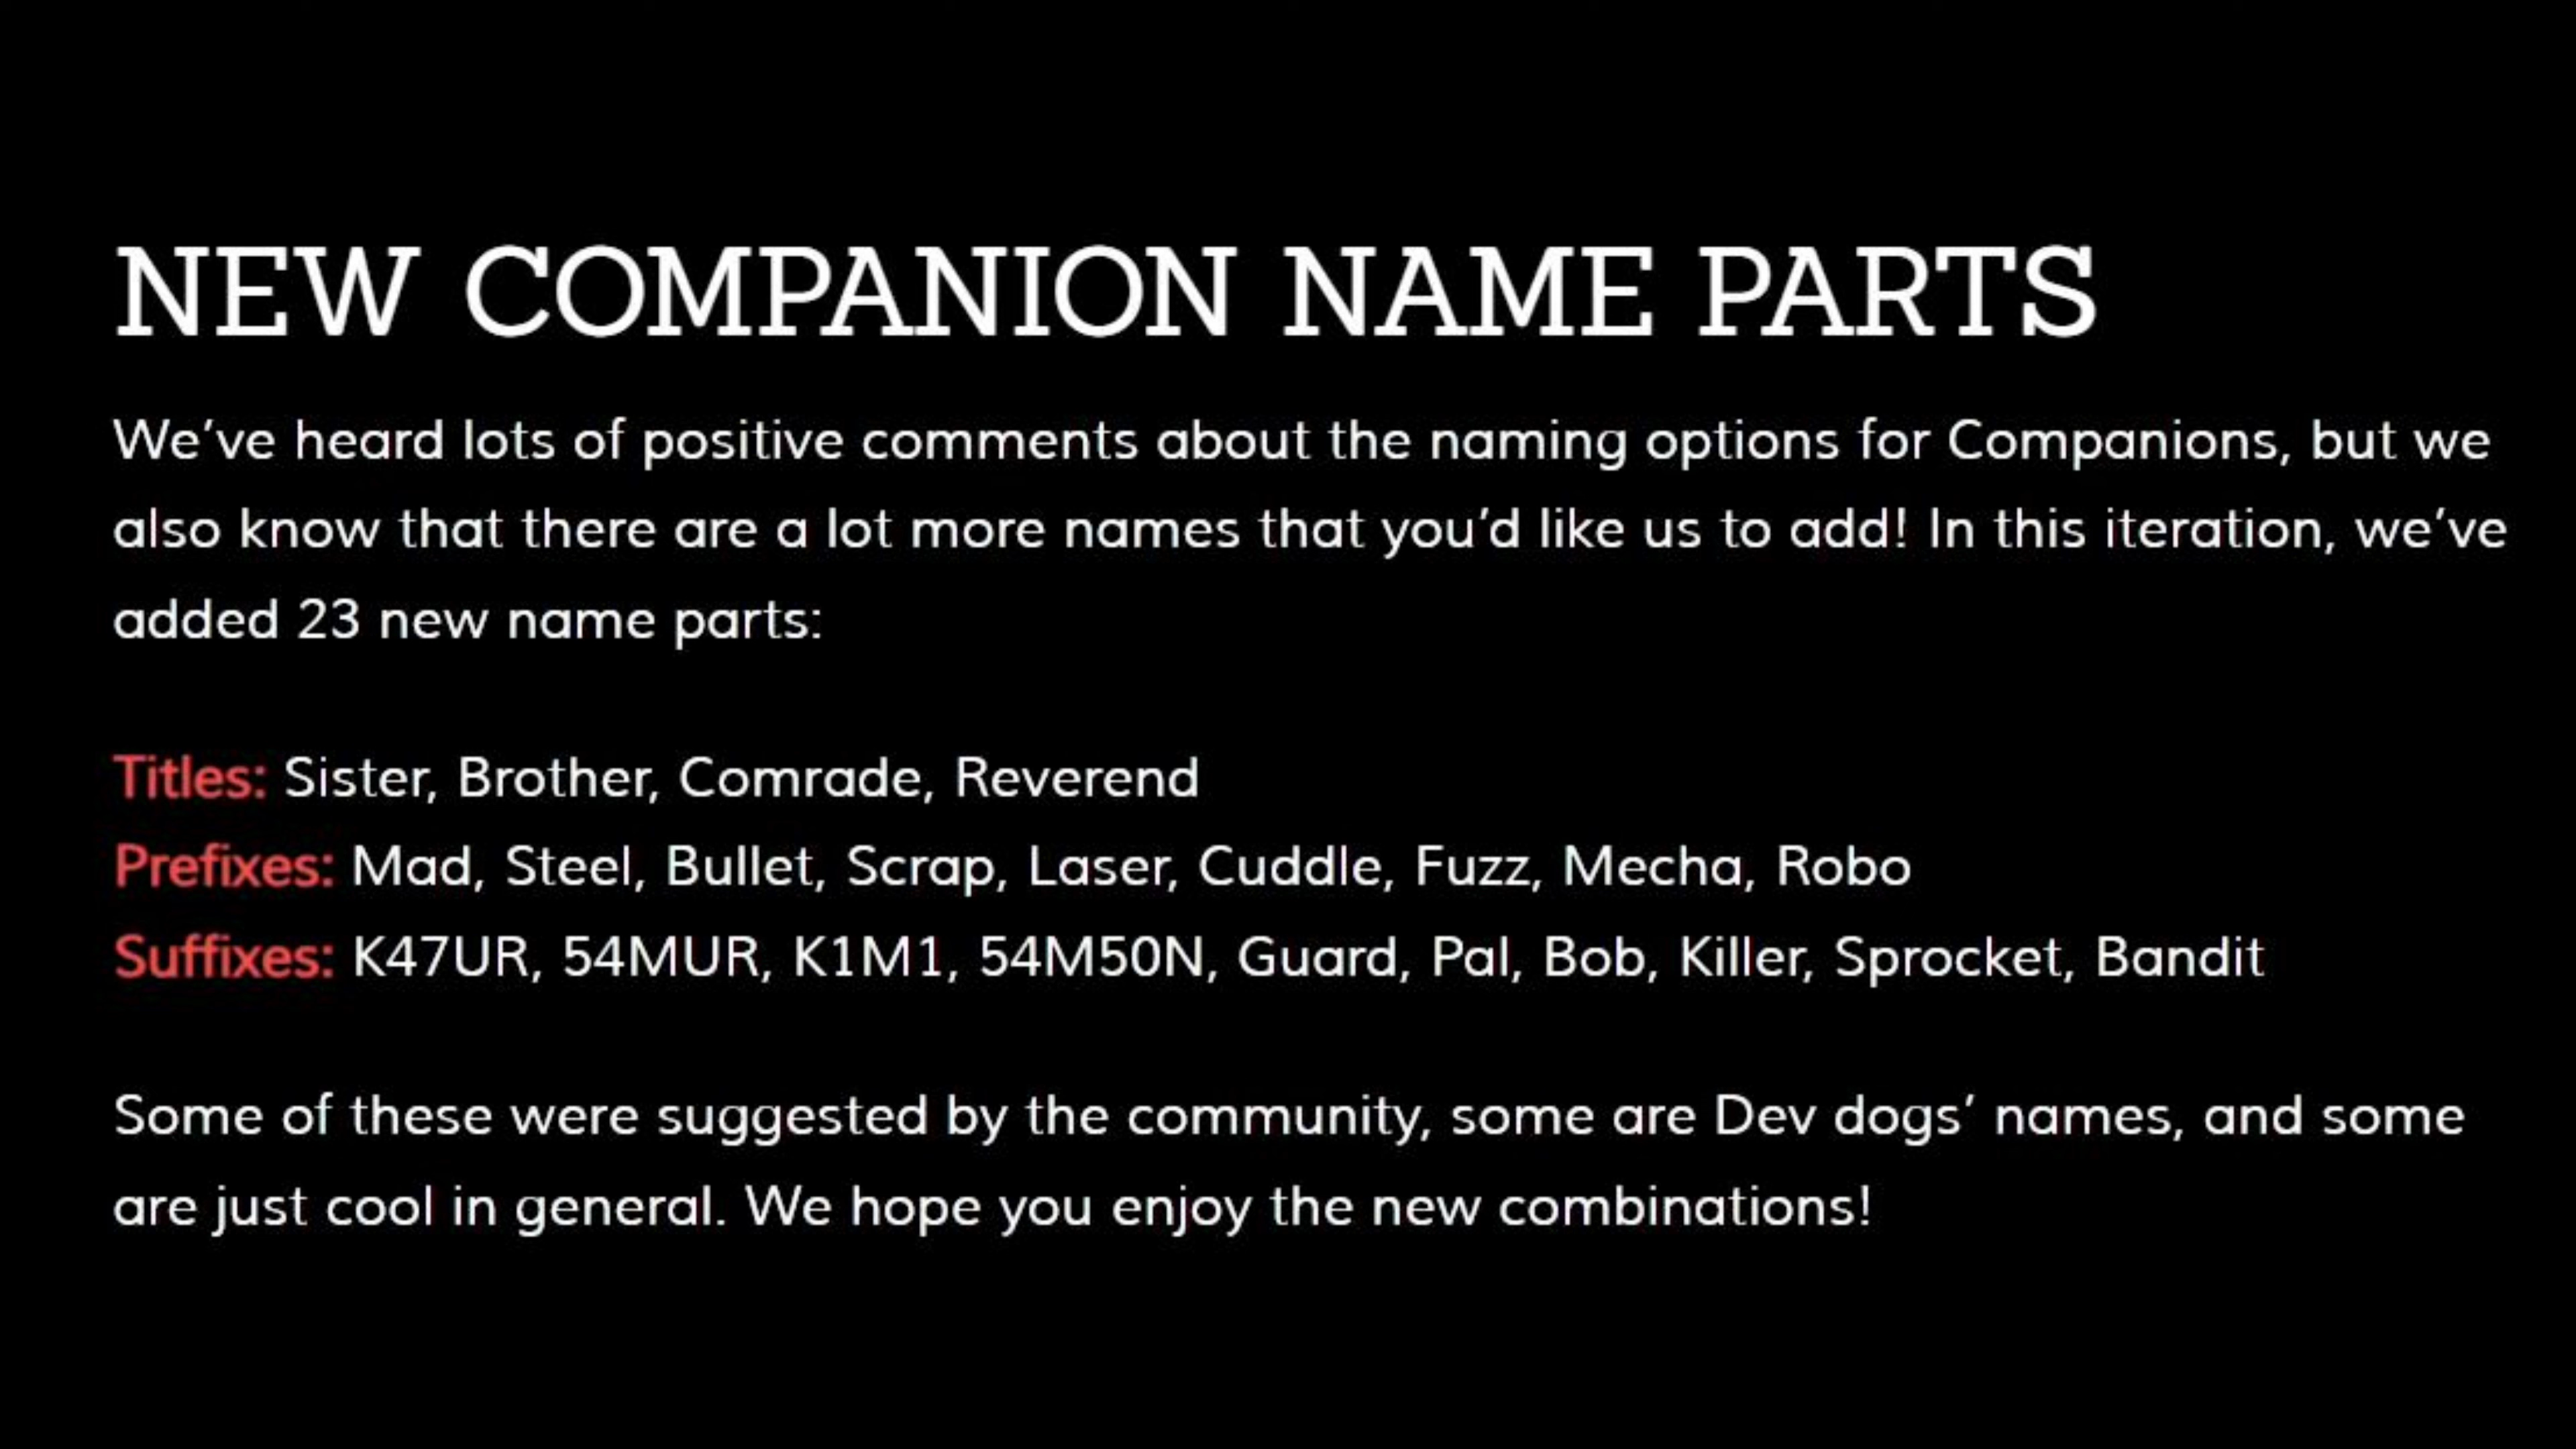 NEW COMPANION NAME PARTS
We’ve heard lots of positive comments about the naming options for Companions, but we
also know that there are a lot more names that you’d like us to add! In this iteration, we’ve
added 23 new name parts:
Titles: Sister, Brother, Comrade, Reverend
Prefixes: Mad, Steel, Bullet, Scrap, Laser, Cuddle, Fuzz, Mecha, Robo
Suffixes: K47UR, 54MUR, K1M1, 54M50N, Guard, Pal, Bob, Killer, Sprocket, Bandit
Some of these were suggested by the community, some are Dev dogs’ names, and some
are just cool in general. We hope you enjoy the new combinations!